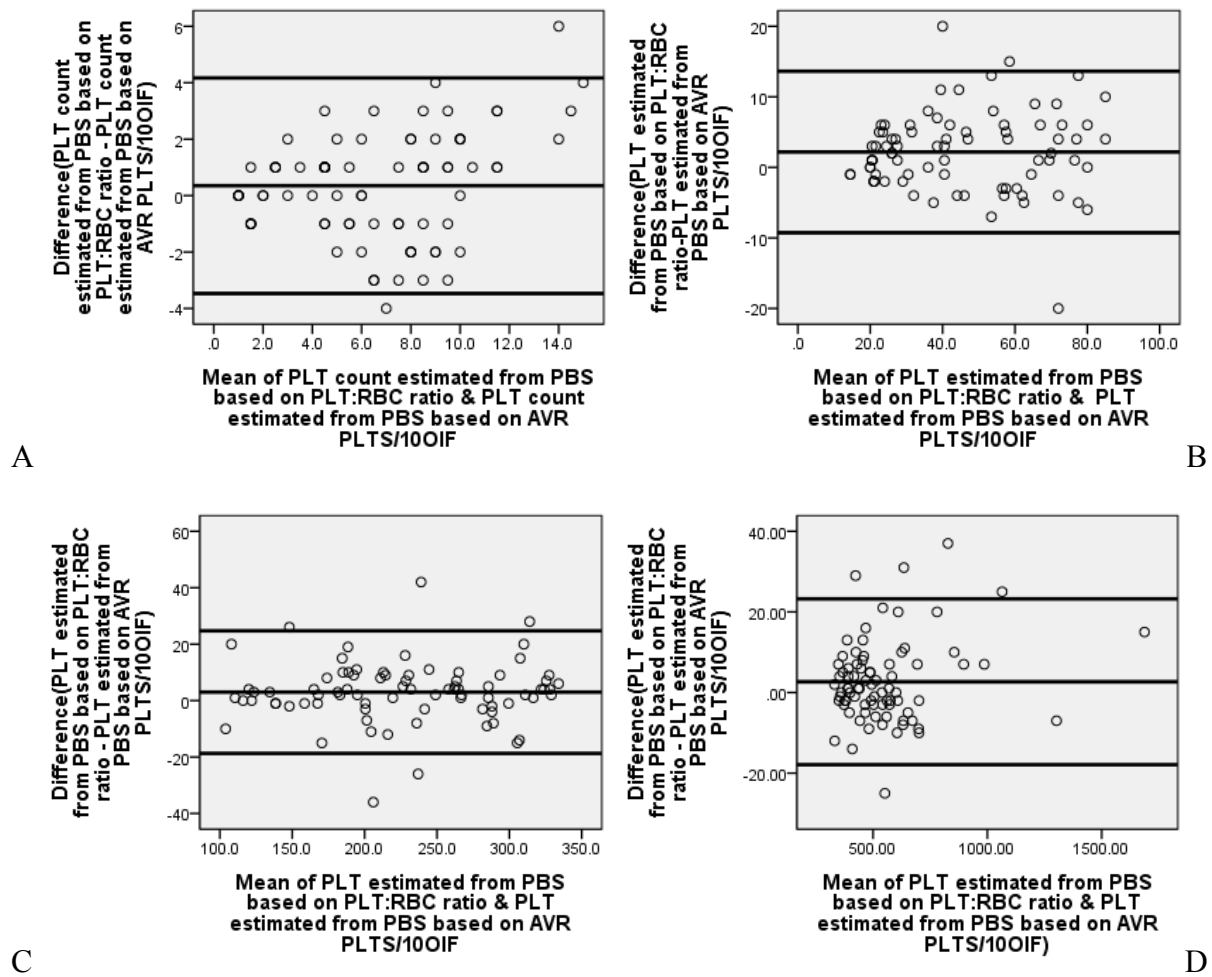 Difference(PLT count
estimated from PBS based on
PLT:RBC ratio - PLT count
estimated from PBS based on
AVR PLTS/10OIF)
6
4
2
0
-2
-4
.0 2.0 4.0 6.0 8.0 10.0 12.0 14.0
Mean of PLT count estimated from PBS
based on PLT:RBC ratio & PLT count
estimated from PBS based on AVR
PLTS/10OIF
A
Difference(PLT estimated
from PBS based on PLT:RBC
ratio-PLT estimated from
PBS based on AVR
PLTS/10OIF)
20
10
0
-10
-20
.0 20.0 40.0 60.0 80.0 100.0
Mean of PLT estimated from PBS
based on PLT:RBC ratio & PLT
estimated from PBS based on AVR
PLTS/10OIF
B
Difference(PLT estimated
from PBS based on PLT:RBC
ratio - PLT estimated from
PBS based on AVR
PLTS/10OIF)
60
40
20
0
-20
-40
100.0 150.0 200.0 250.0 300.0 350.0
Mean of PLT estimated from PBS
based on PLT:RBC ratio & PLT
estimated from PBS based on AVR
PLTS/10OIF
C
Difference(PLT estimated
from PBS based on PLT:RBC
ratio - PLT estimated from
PBS based on AVR
PLTS/10OIF)
40.00
20.00
.00
-20.00
500.00 1000.00 1500.00
Mean of PLT estimated from PBS
based on PLT:RBC ratio & PLT
estimated from PBS based on AVR
PLTS/10OIF)
D